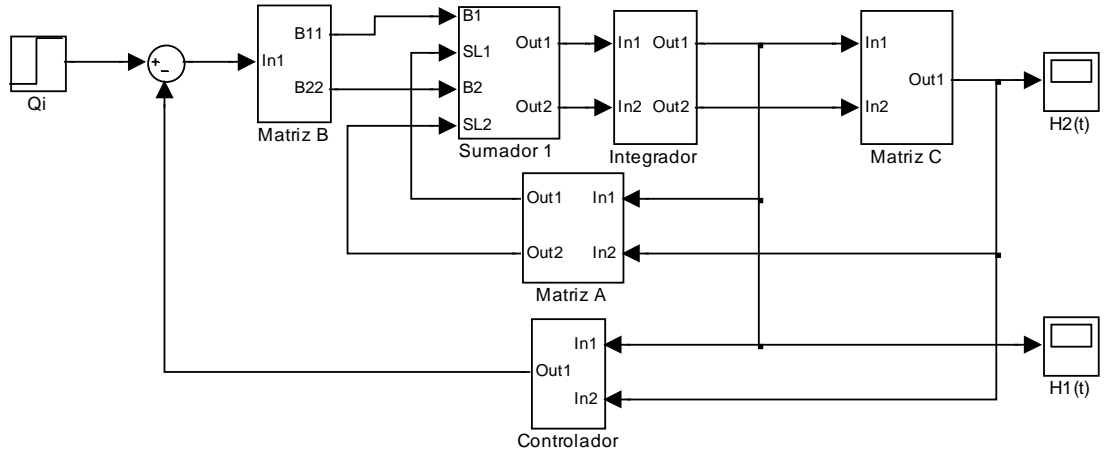 Qi
+
−
In1
B11
B22
Matriz B
B1
SL1
B2
SL2
Out1
Out2
Sumador 1
In1
In2
Out1
Out2
Integrador
In1
In2
Out1
Matriz C
H2(t)
Out1
Out2
In1
In2
Matriz A
Out1
In1
In2
Controlador
H1(t)